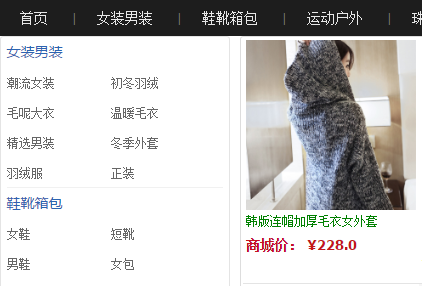 首页 女装男装 鞋靴箱包 运动户外
女装男装
潮流女装 初冬羽绒
毛呢大衣 温暖毛衣
精选男装 冬季外套
羽绒服 正装
鞋靴箱包
女鞋 短靴
男鞋 女包
韩版连帽加厚毛衣女外套
商城价： ¥228.0